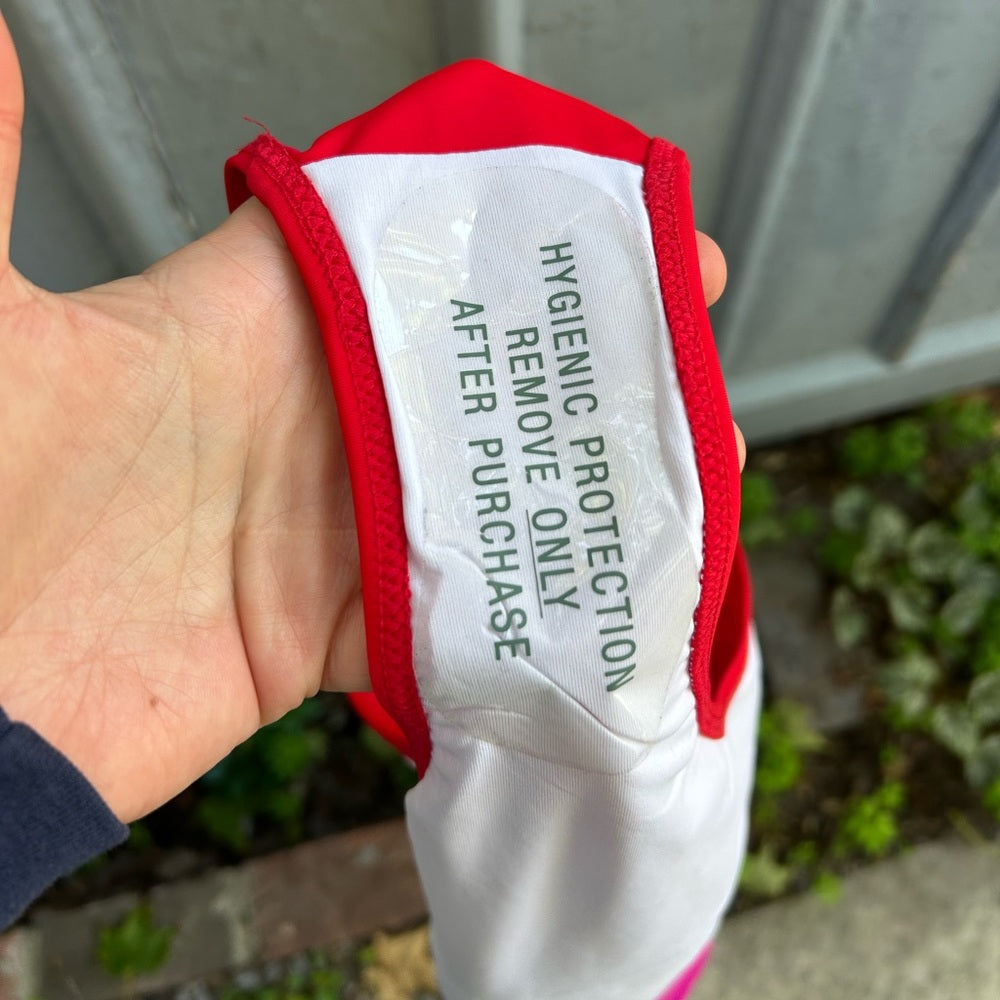 HYGIENIC PROTECTION
REMOVE ONLY
AFTER PURCHASE